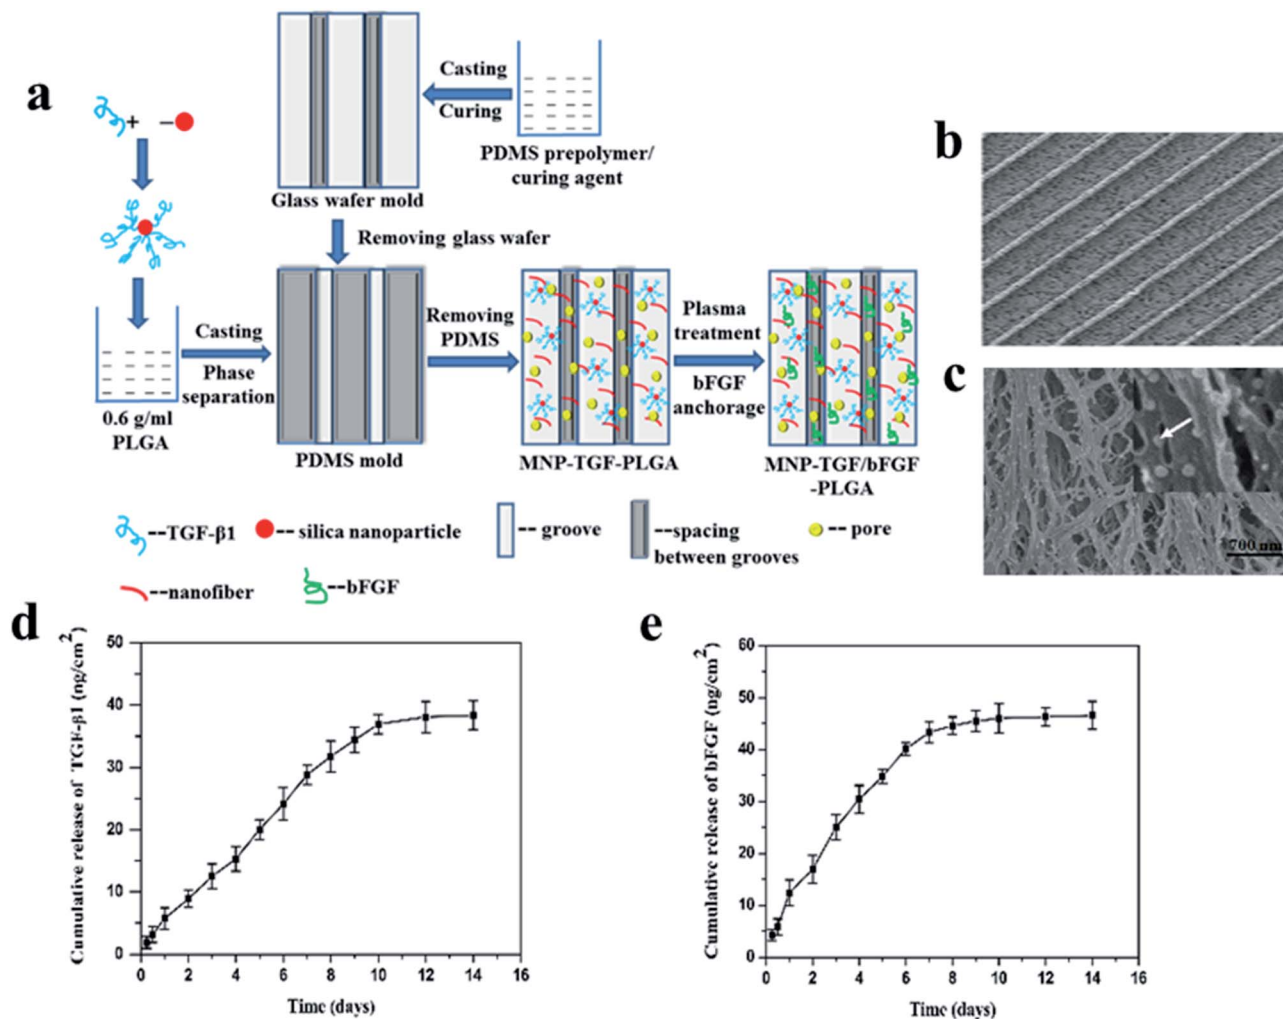 a
+
Casting
Curing
PDMS prepolymer/
curing agent
Glass wafer mold
Removing glass wafer
Casting
Phase
separation
0.6 g/ml
PLGA
PDMS mold
Removing
PDMS
MNP-TGF-PLGA
Plasma
treatment
bFGF
anchorage
MNP-TGF/bFGF
-PLGA
--TGF-β1
-- silica nanoparticle
-- groove
--spacing
between grooves
-- pore
--nanofiber
--bFGF
b
c
700 nm
d
Cumulative release of TGF-β1 (ng/cm²)
50
40
30
20
10
0
0 2 4 6 8 10 12 14 16
Time (days)
e
Cumulative release of bFGF (ng/cm²)
60
50
40
30
20
10
0
0 2 4 6 8 10 12 14 16
Time (days)